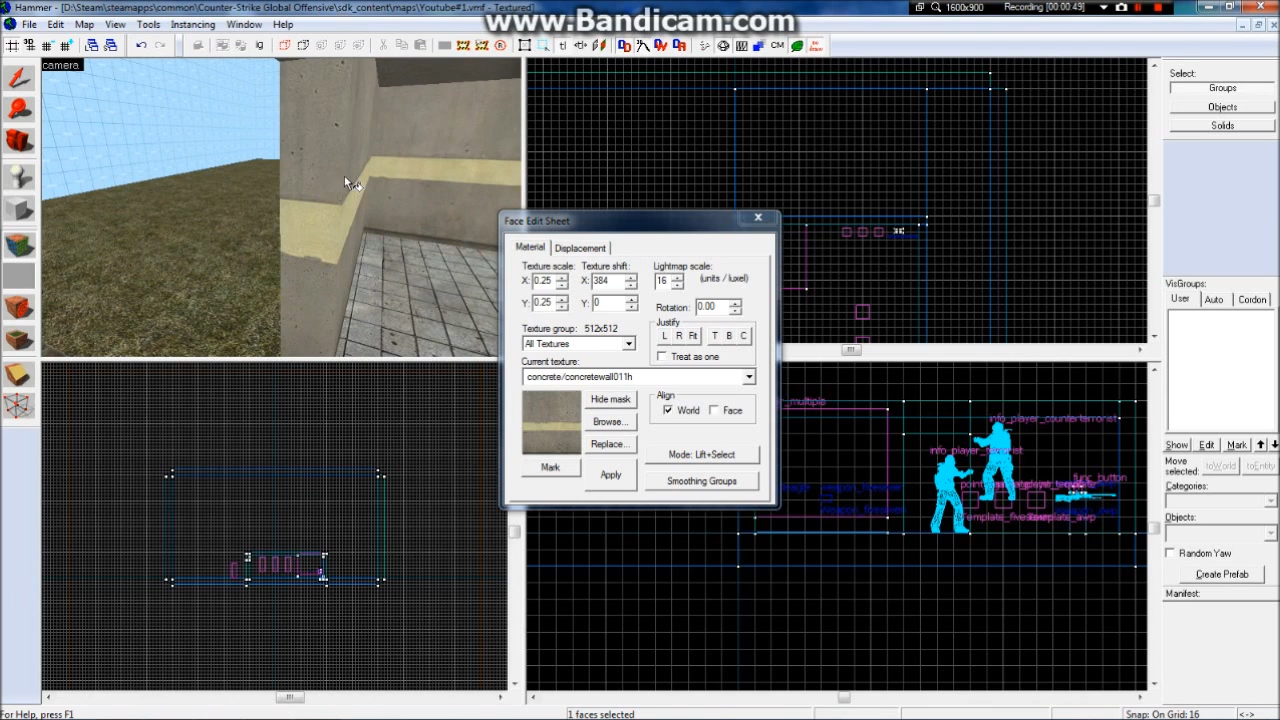 Hammer - [D:\Steam\steamapps\common\Counter-Strike Global Offensive\sdk_content\maps\Youtube#1.vmf - Textured]
www.Bandicam.com
1600x900
Recording [00:00:49]
File Edit Map View Tools Instancing Window Help
CM
camera
Select:
Groups
Objects
Solids
Face Edit Sheet
Material
Displacement
Texture scale:
Texture shift:
Lightmap scale:
X: 0.25
X: 384
16
(units / luxel)
Y: 0.25
Y: 0
Rotation: 0.00
Justify
L R Fit T B C
Texture group: 512x512
All Textures
Treat as one
Current texture:
concrete/concretewall011h
Hide mask
Align
World
Face
Browse...
Replace...
Mode: Lift+Select
Mark
Apply
Smoothing Groups
VisGroups:
User
Auto
Cordon
Show
Edit
Mark
Move
selected:
toWorld
toEntity
Categories:
Objects:
Random Yaw
Create Prefab
Manifest:
info_player_counterterrorist
func_button
For Help, press F1
1 faces selected
Snap: On Grid: 16
<->